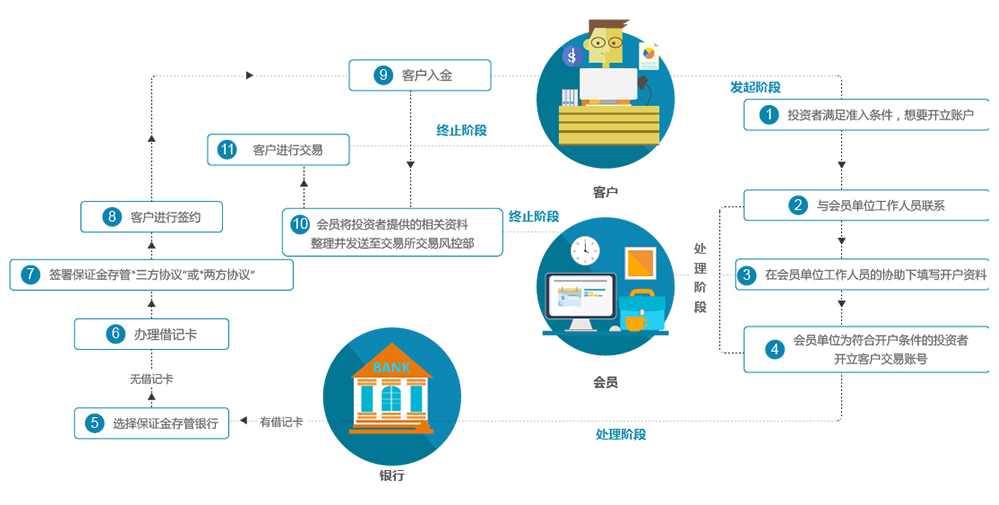 发起阶段
1 投资者满足准入条件，想要开立账户
2 与会员单位工作人员联系
3 在会员单位工作人员的协助下填写开户资料
4 会员单位为符合开户条件的投资者
开立客户交易账号
处理阶段
处理阶段
有借记卡
5 选择保证金存管银行
无借记卡
6 办理借记卡
7 签署保证金存管“三方协议”或“两方协议”
8 客户进行签约
9 客户入金
10 会员将投资者提供的相关资料
整理并发送至交易所交易风控部
终止阶段
11 客户进行交易
终止阶段
$
客户
会员
BANK
银行